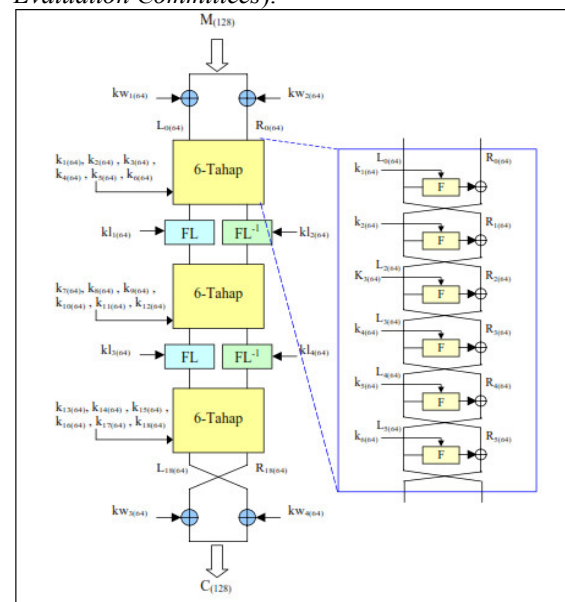 Evaluation Committees).
M(128)
kw1(64)
kw2(64)
L0(64)
R0(64)
k1(64), k2(64), k3(64),
k4(64), k5(64), k6(64)
6-Tahap
kl1(64)
FL
FL-1
kl2(64)
k7(64), k8(64), k9(64),
k10(64), k11(64), k12(64)
6-Tahap
kl3(64)
FL
FL-1
kl4(64)
k13(64), k14(64), k15(64),
k16(64), k17(64), k18(64)
6-Tahap
L18(64)
R18(64)
kw3(64)
kw4(64)
C(128)
L0(64)
R0(64)
k1(64)
F
k2(64)
R1(64)
F
L2(64)
K3(64)
R2(64)
F
L3(64)
k4(64)
R3(64)
F
L4(64)
k5(64)
R4(64)
F
L5(64)
k6(64)
R5(64)
F